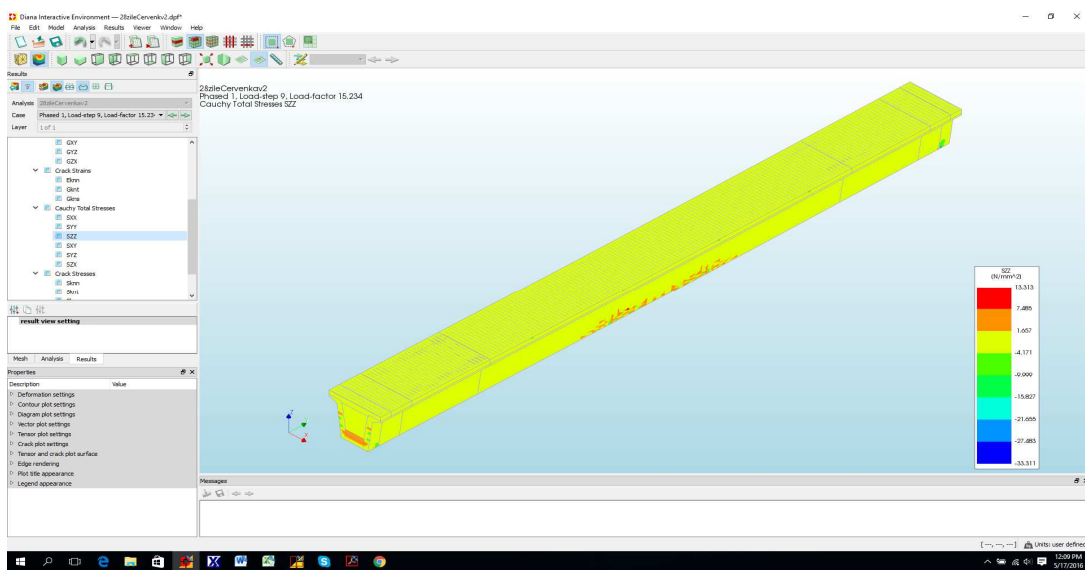 Diana Interactive Environment — 28zileCervenkv2.dpf*
File Edit Model Analysis Results Viewer Window Help
Results
Analysis 28zileCervenkav2
Case Phased 1, Load-step 9, Load-factor 15.23
Layer 1 of 1
GXY
GYZ
GZX
Crack Strains
Eknn
Gknt
Gkns
Cauchy Total Stresses
SXX
SYY
SZZ
SXY
SYZ
SZX
Crack Stresses
Sknn
Sknt
result view setting
Mesh Analysis Results
Properties
Description Value
Deformation settings
Contour plot settings
Diagram plot settings
Vector plot settings
Tensor plot settings
Crack plot settings
Tensor and crack plot surface
Edge rendering
Plot title appearance
Legend appearance
28zileCervenkav2
Phased 1, Load-step 9, Load-factor 15.234
Cauchy Total Stresses SZZ
Z
X
SZZ
(N/mm^2)
13.313
7.485
1.657
-4.171
-9.999
-15.827
-21.655
-27.483
-33.311
Messages
[ ---, ---, --- ] Units: user defined
12:09 PM
5/17/2016